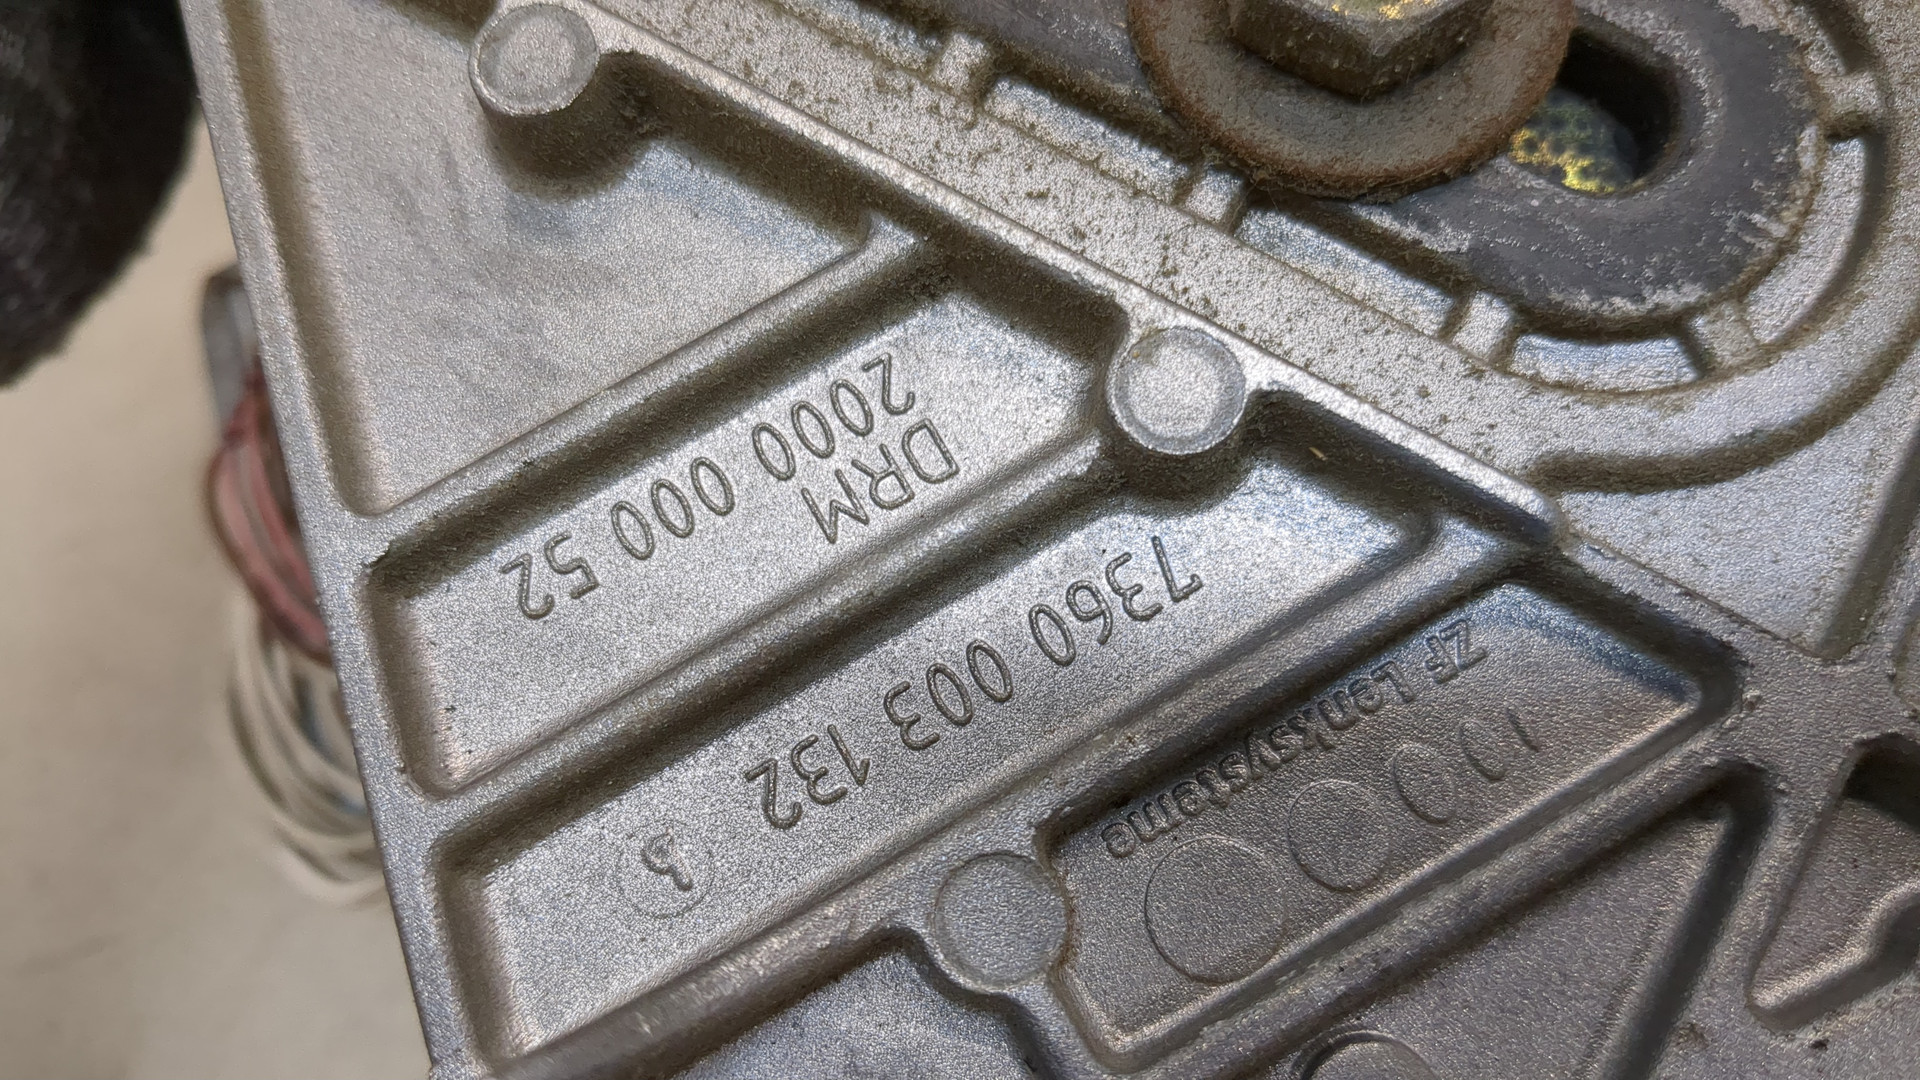 ZF Lenksysteme
7360 003 132
DRM
2000 000 52